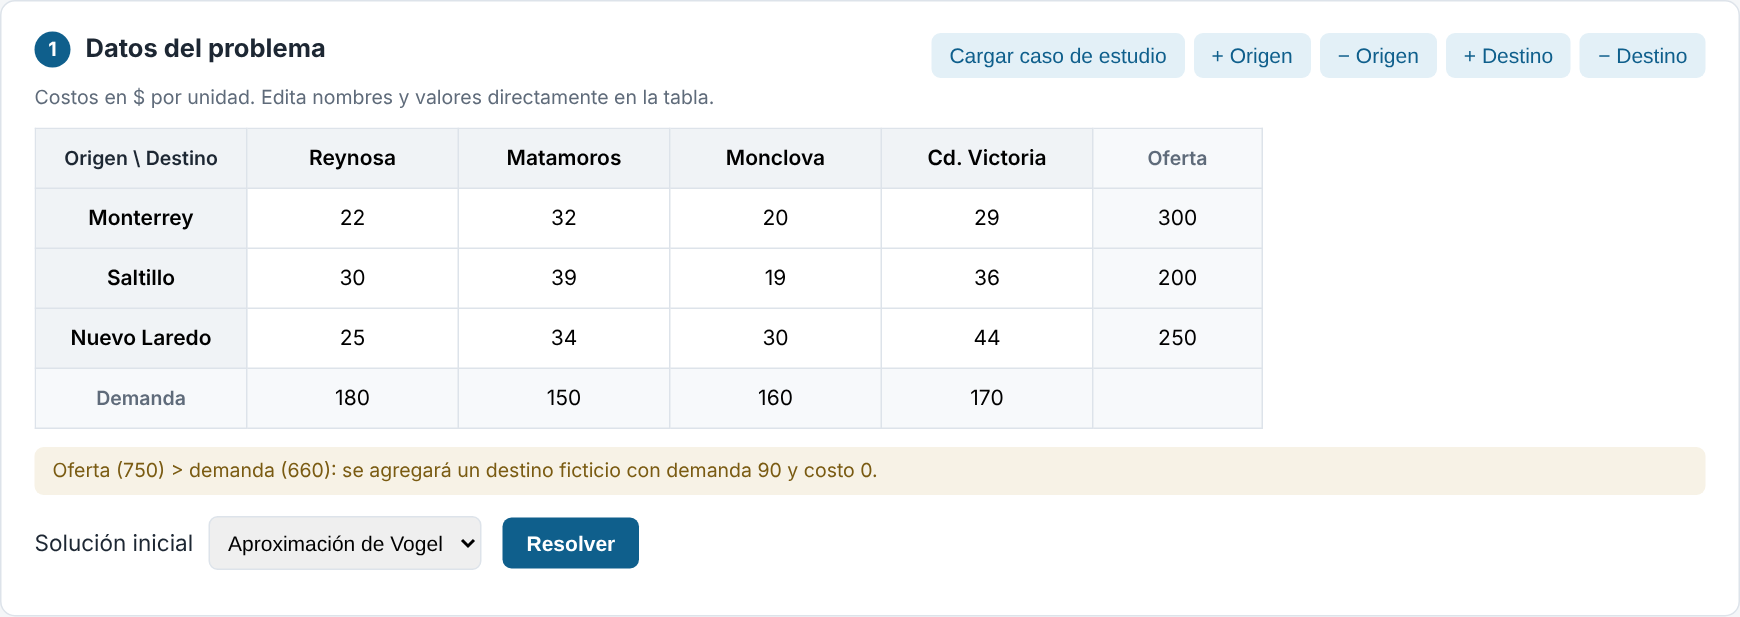 1 Datos del problema
Cargar caso de estudio + Origen − Origen + Destino − Destino
Costos en $ por unidad. Edita nombres y valores directamente en la tabla.
Origen \ Destino Reynosa Matamoros Monclova Cd. Victoria Oferta
Monterrey 22 32 20 29 300
Saltillo 30 39 19 36 200
Nuevo Laredo 25 34 30 44 250
Demanda 180 150 160 170
Oferta (750) > demanda (660): se agregará un destino ficticio con demanda 90 y costo 0.
Solución inicial Aproximación de Vogel Resolver